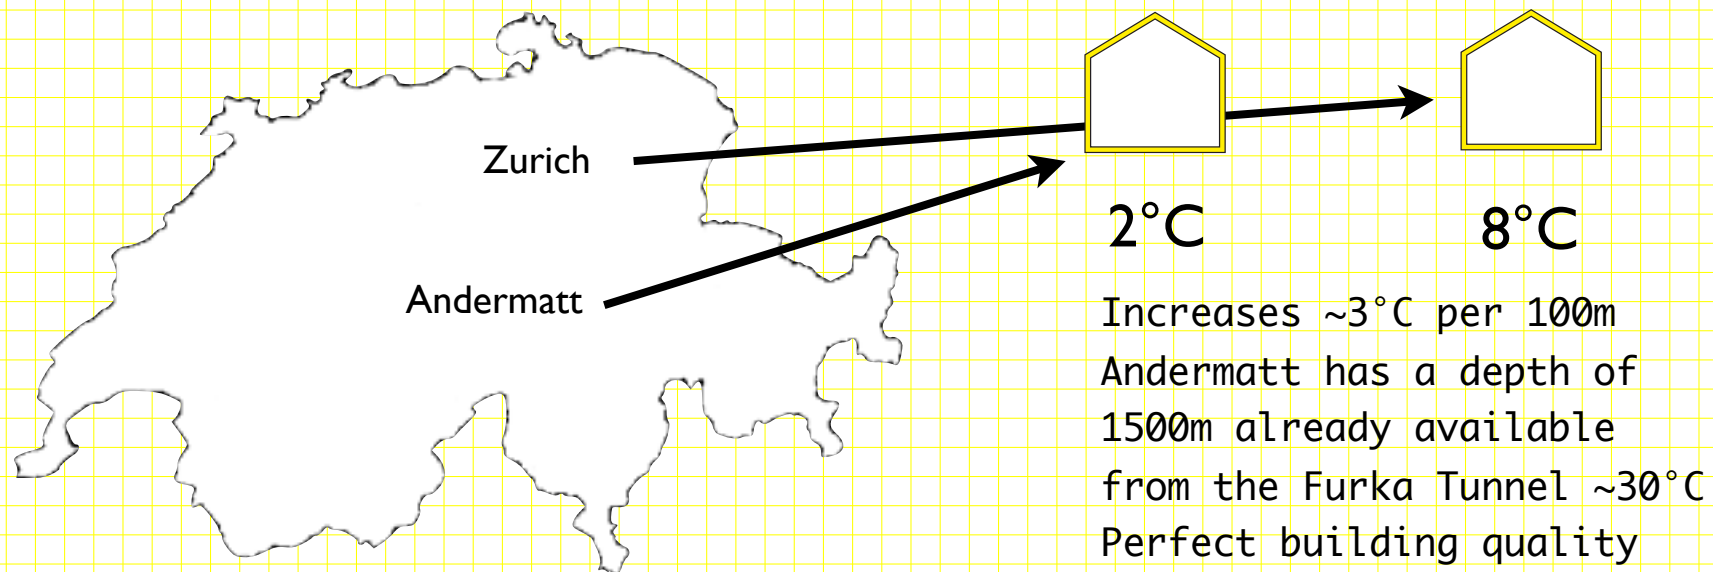 Zurich
Andermatt
2°C
8°C
Increases ~3°C per 100m
Andermatt has a depth of
1500m already available
from the Furka Tunnel ~30°C
Perfect building quality